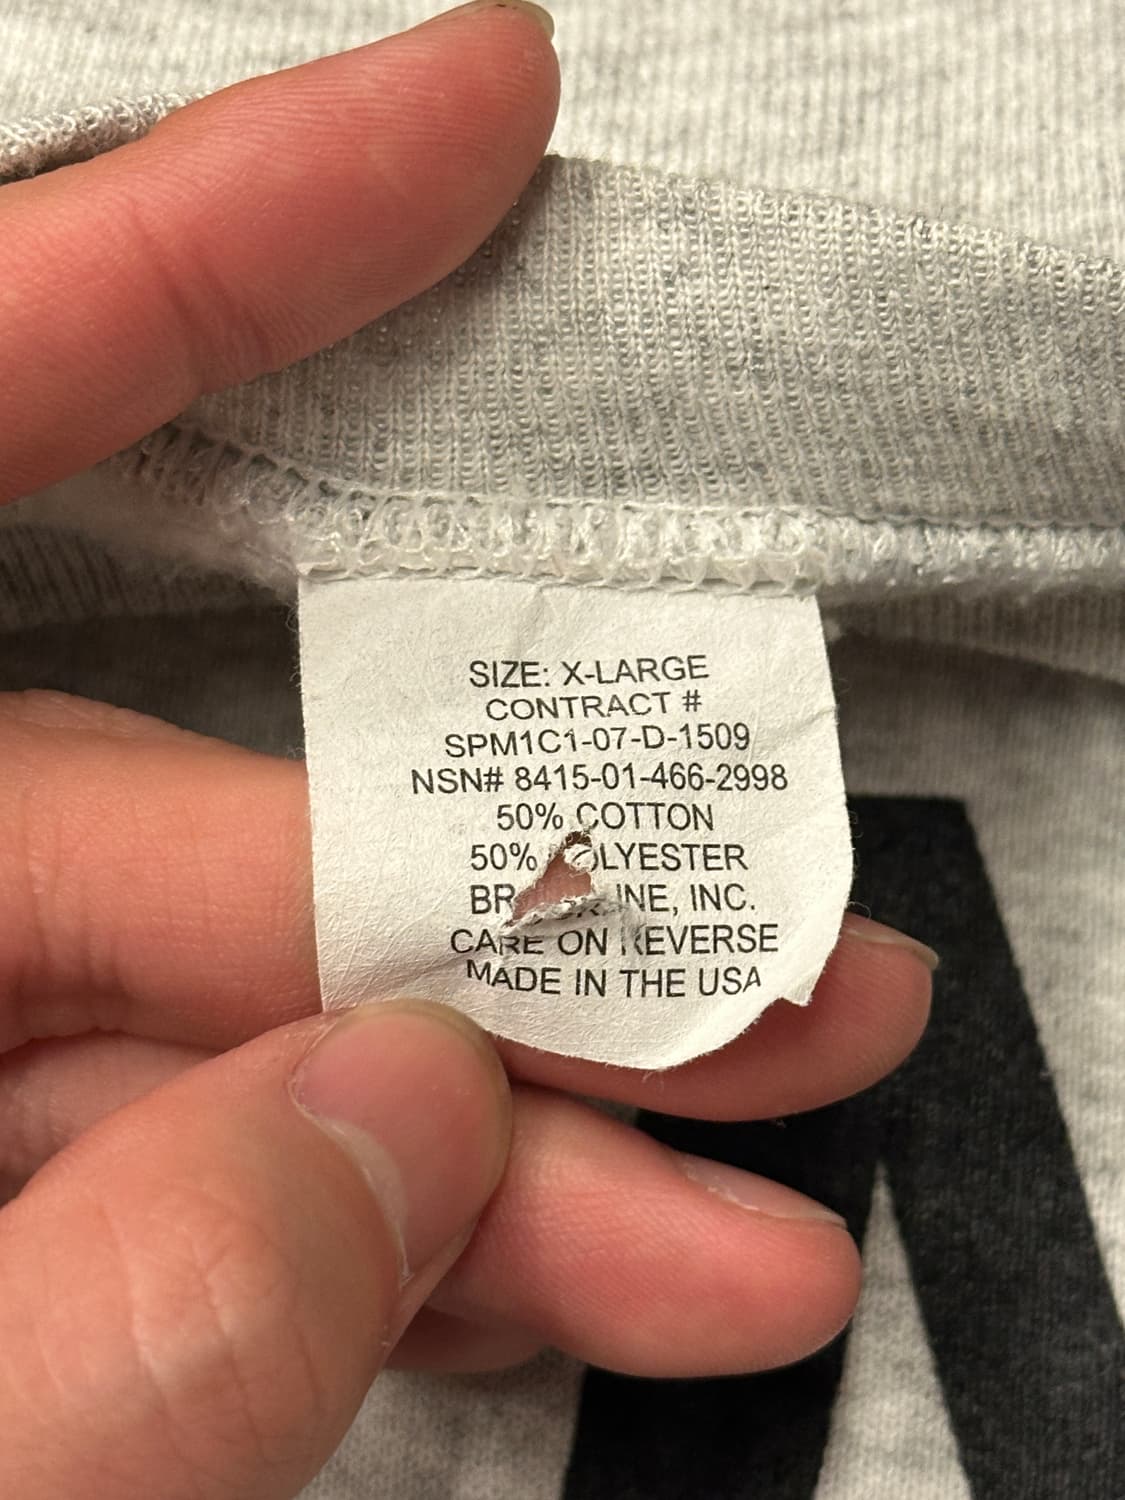 SIZE: X-LARGE
CONTRACT #
SPM1C1-07-D-1509
NSN# 8415-01-466-2998
50% COTTON
50% POLYESTER
INC.
CARE ON REVERSE
MADE IN THE USA